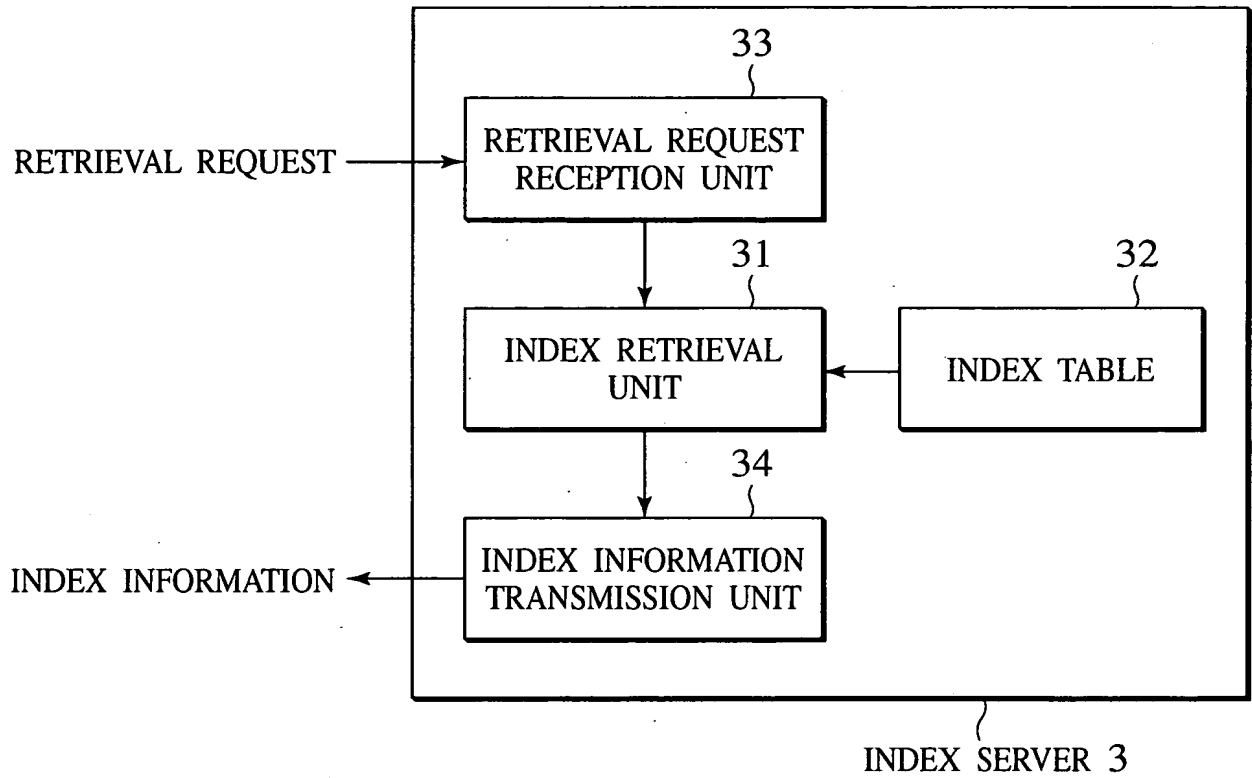 33
RETRIEVAL REQUEST
RETRIEVAL REQUEST
RECEPTION UNIT
31
32
INDEX RETRIEVAL
UNIT
INDEX TABLE
34
INDEX INFORMATION
INDEX INFORMATION
TRANSMISSION UNIT
INDEX SERVER 3